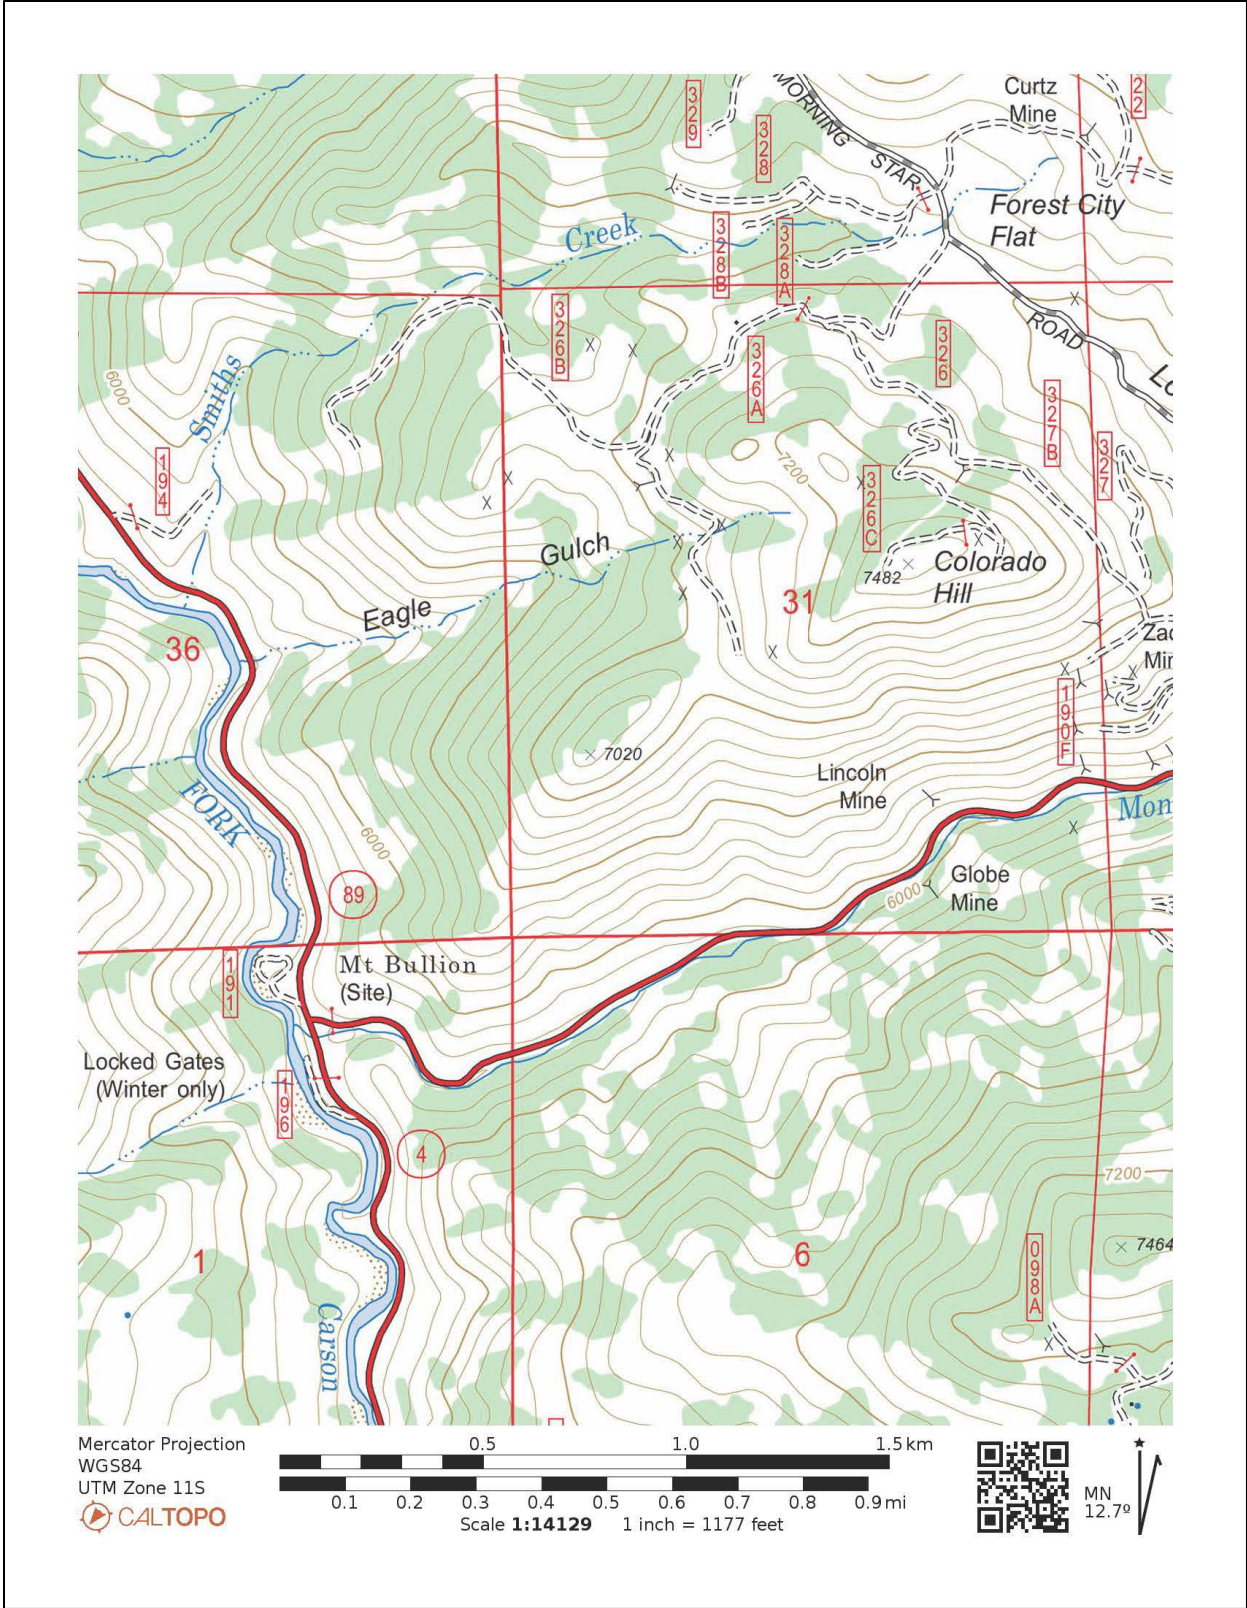 Curtz
Mine
329
328
22
MORNING STAR ROAD
Forest City
Flat
Smiths Creek
328B
328A
326B
326
326A
6000
327B
327
194
7200
326C
Gulch
7482
Colorado
Hill
31
Eagle
36
190F
7020
Lincoln
Mine
FORK
6000
89
Globe
Mine
6000
191
Mt Bullion
(Site)
Locked Gates
(Winter only)
196
4
7200
7464
1
6
098A
Carson
Mercator Projection
WGS84
UTM Zone 11S
CALTOPO
0.5 1.0 1.5 km
0.1 0.2 0.3 0.4 0.5 0.6 0.7 0.8 0.9 mi
Scale 1:14129 1 inch = 1177 feet
MN
12.7º